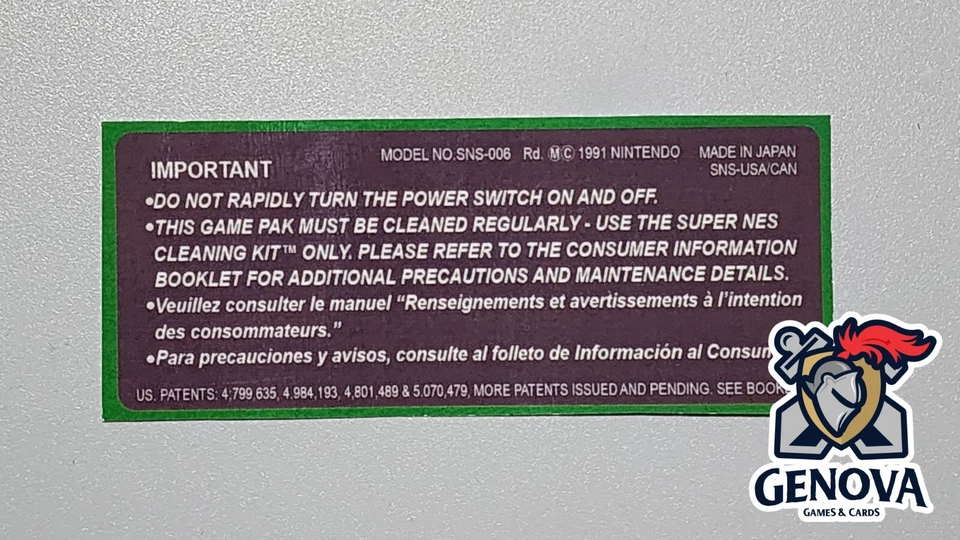 IMPORTANT
MODEL NO.SNS-006 Rd. ⓂⒸ 1991 NINTENDO MADE IN JAPAN
SNS-USA/CAN
•DO NOT RAPIDLY TURN THE POWER SWITCH ON AND OFF.
•THIS GAME PAK MUST BE CLEANED REGULARLY - USE THE SUPER NES
CLEANING KIT™ ONLY. PLEASE REFER TO THE CONSUMER INFORMATION
BOOKLET FOR ADDITIONAL PRECAUTIONS AND MAINTENANCE DETAILS.
•Veuillez consulter le manuel “Renseignements et avertissements à l’intention
des consommateurs.”
•Para precauciones y avisos, consulte al folleto de Información al
US. PATENTS: 4,799,635, 4.984,193, 4,801,489 & 5.070,479, MORE PATENTS ISSUED AND PENDING. SEE
GENOVA
GAMES & CARDS